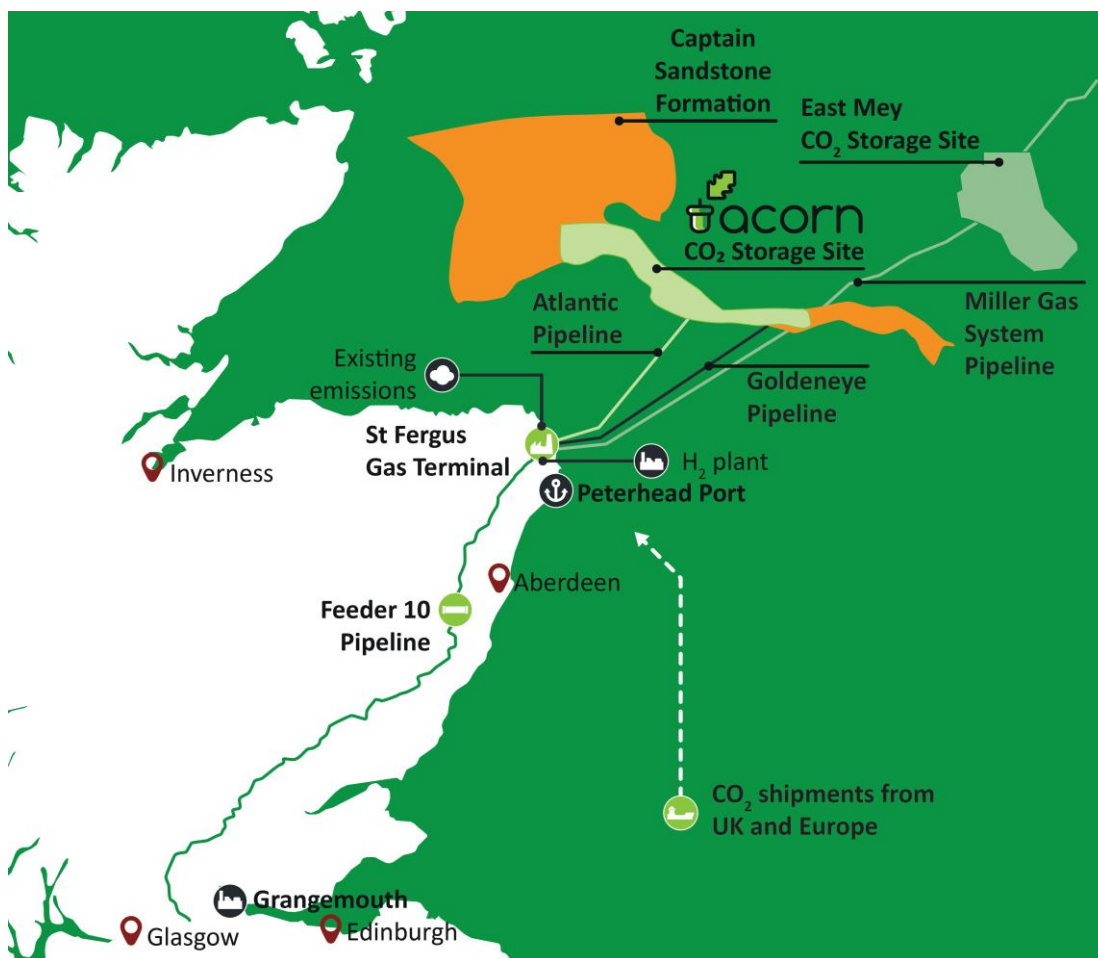 Captain
Sandstone
Formation
East Mey
CO₂ Storage Site
acorn
CO₂ Storage Site
Atlantic
Pipeline
Miller Gas
System
Pipeline
Existing
emissions
Goldeneye
Pipeline
St Fergus
Gas Terminal
H₂ plant
Inverness
Peterhead Port
Aberdeen
Feeder 10
Pipeline
CO₂ shipments from
UK and Europe
Grangemouth
Glasgow
Edinburgh